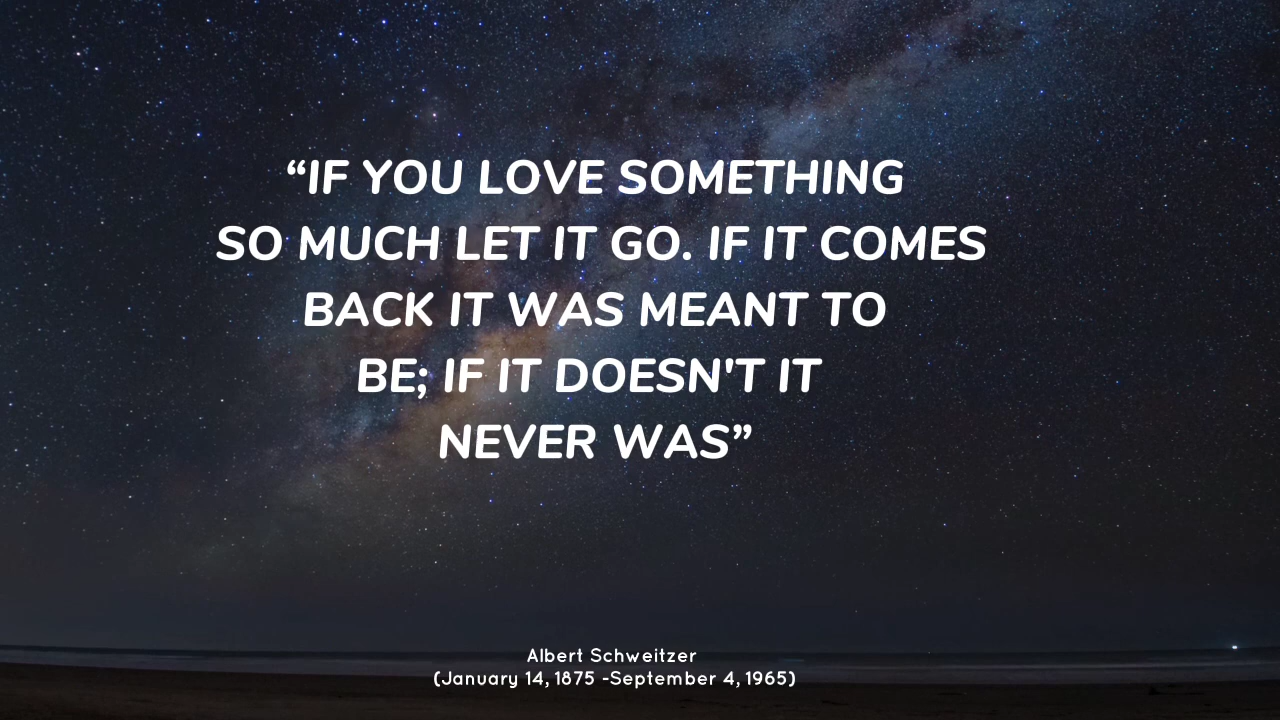 “IF YOU LOVE SOMETHING
SO MUCH LET IT GO. IF IT COMES
BACK IT WAS MEANT TO
BE; IF IT DOESN'T IT
NEVER WAS”
Albert Schweitzer
(January 14, 1875 -September 4, 1965)